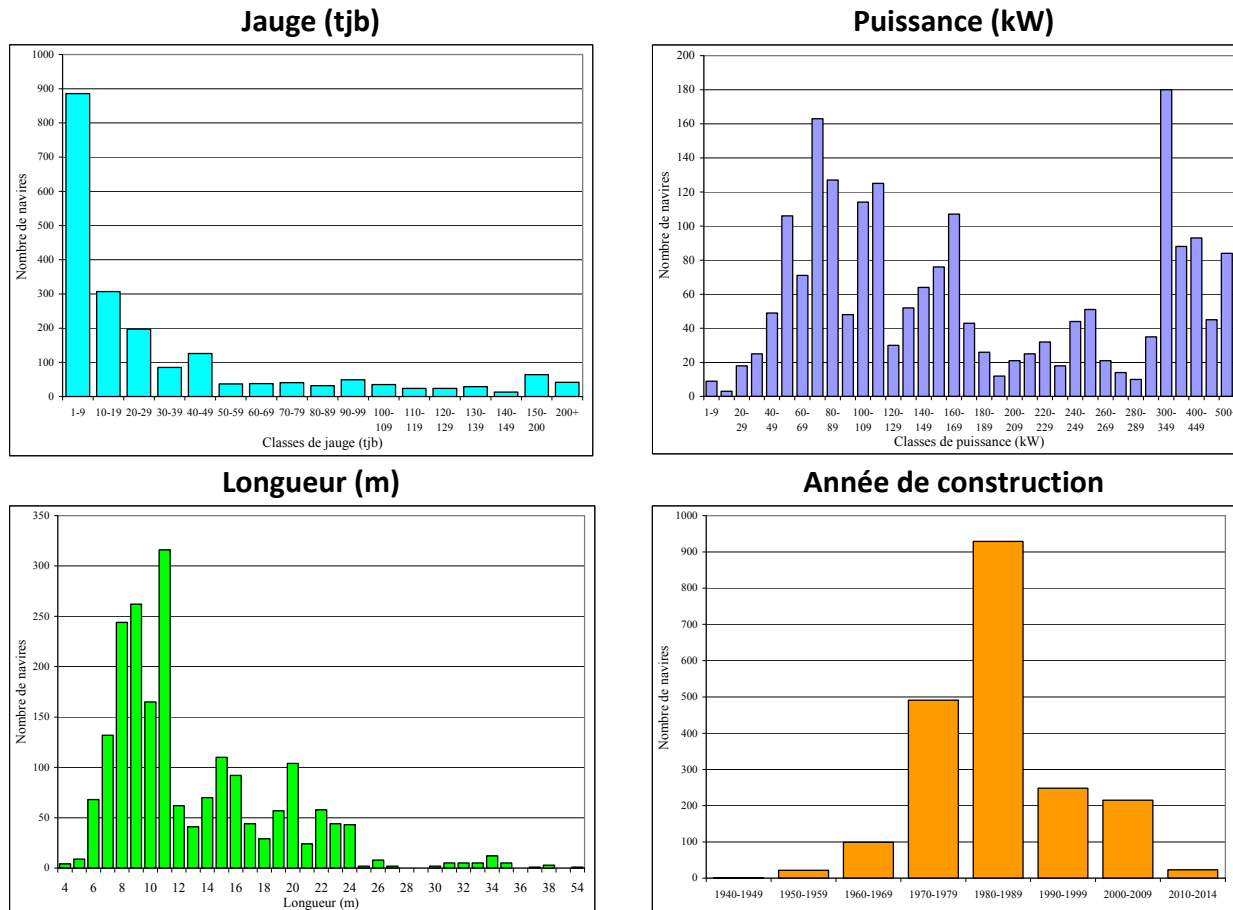 Jauge (tjb)
1000
900
800
700
600
500
400
300
200
100
0
Nombre de navires
1-9 10-19 20-29 30-39 40-49 50-59 60-69 70-79 80-89 90-99 100- 110- 120- 130- 140- 150- 200+
109 119 129 139 149 200
Classes de jauge (tjb)
Puissance (kW)
200
180
160
140
120
100
80
60
40
20
0
Nombre de navires
1-9 20- 40- 60- 80- 100- 120- 140- 160- 180- 200- 220- 240- 260- 280- 300- 400- 500+
29 49 69 89 109 129 149 169 189 209 229 249 269 289 349 449
Classes de puissance (kW)
Longueur (m)
350
300
250
200
150
100
50
0
Nombre de navires
4 6 8 10 12 14 16 18 20 22 24 26 28 30 32 34 36 38 54
Longueur (m)
Année de construction
1000
900
800
700
600
500
400
300
200
100
0
Nombre de navires
1940-1949 1950-1959 1960-1969 1970-1979 1980-1989 1990-1999 2000-2009 2010-2014